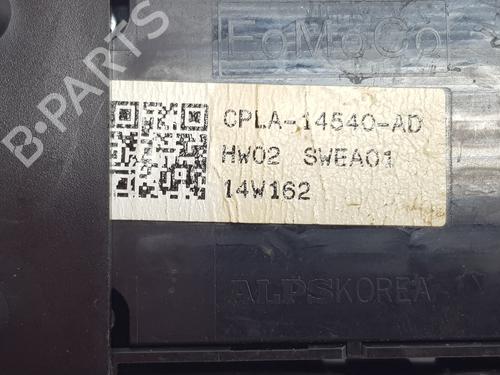 FoMoCo
B-PARTS
CPLA-14540-AD
HW02 SWEA01
14W162
ALPSKOREA